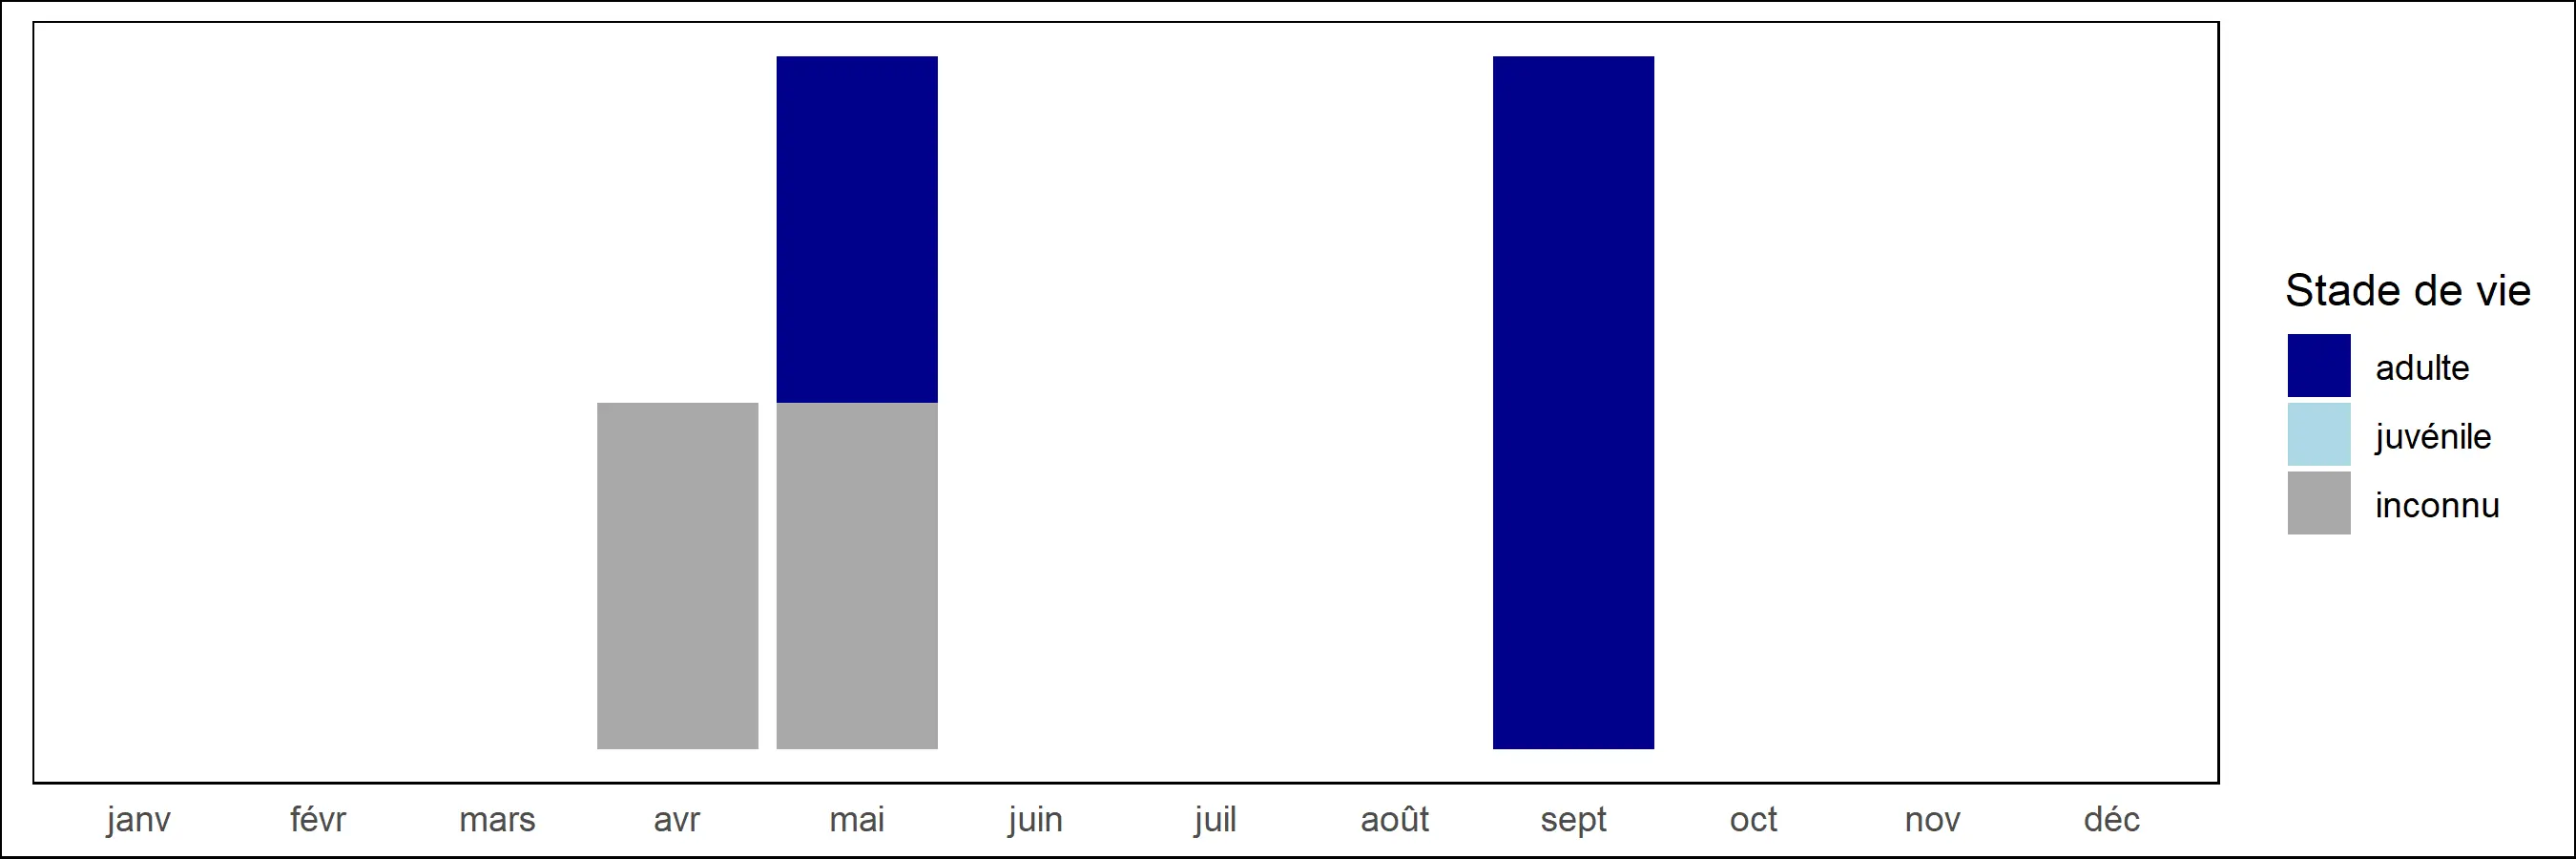 Stade de vie
adulte
juvénile
inconnu
janv févr mars avr mai juin juil août sept oct nov déc